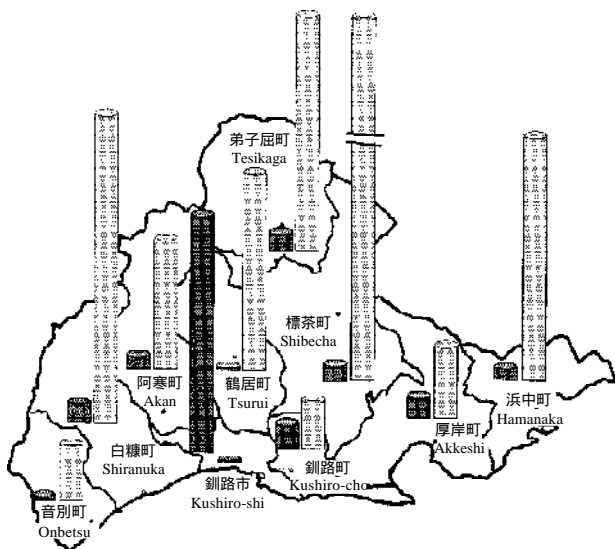 弟子屈町
Tesikaga
標茶町
Shibecha
阿寒町
Akan
鶴居町
Tsurui
浜中町
Hamanaka
厚岸町
Akkeshi
白糠町
Shiranuka
釧路市
Kushiro-shi
釧路町
Kushiro-cho
音別町
Onbetsu